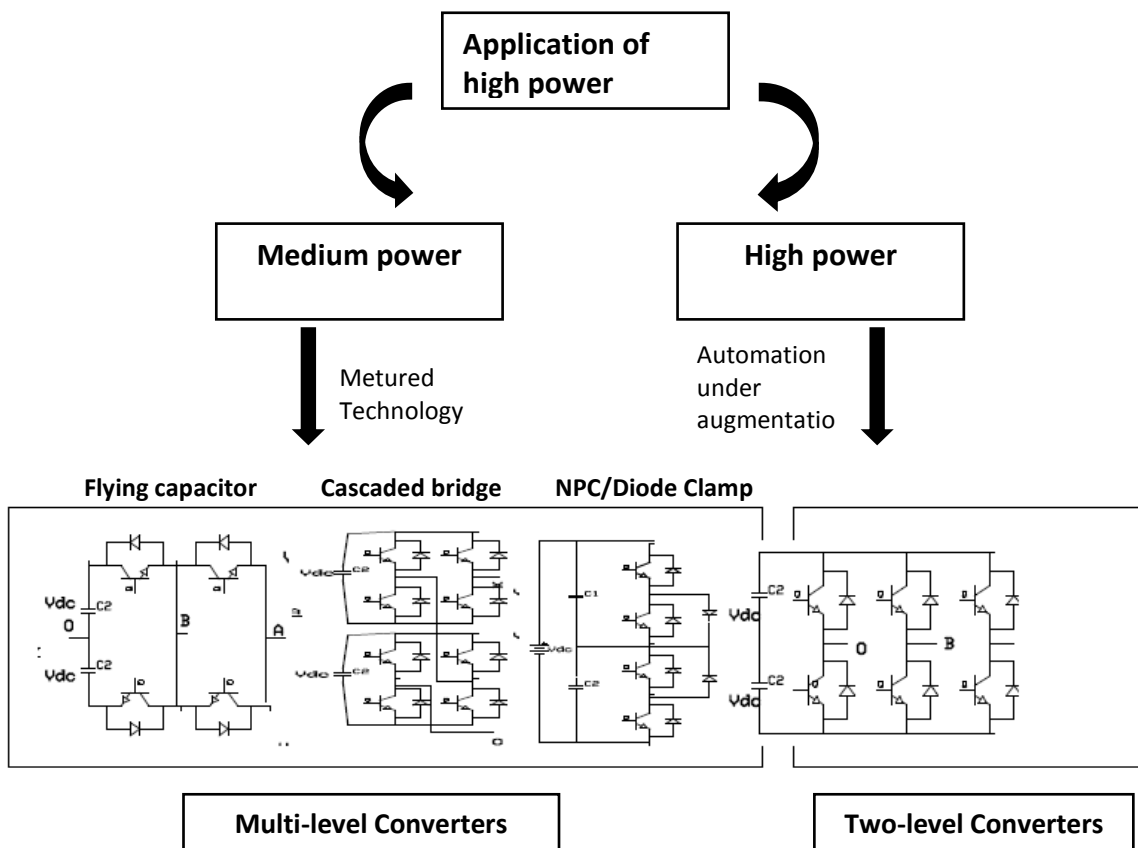 Application of
high power
Medium power
High power
Metured
Technology
Automation
under
augmentatio
Flying capacitor
Cascaded bridge
NPC/Diode Clamp
Vdc
C2
O
B
A
C2
Vdc
Vdc
C2
Vdc
C2
O
C1
Vdc
C2
C2
Vdc
O
B
C2
Vdc
Multi-level Converters
Two-level Converters